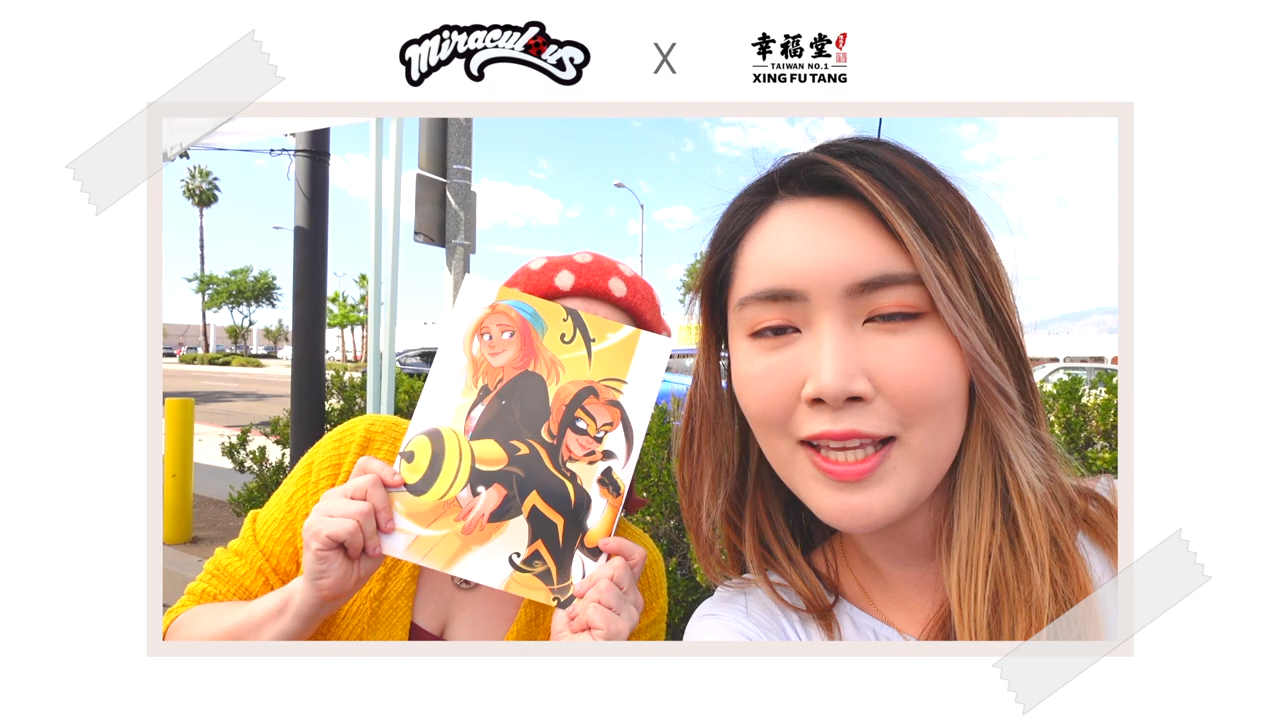 Miraculous
X
幸福堂
TAIWAN NO.1
XING FU TANG